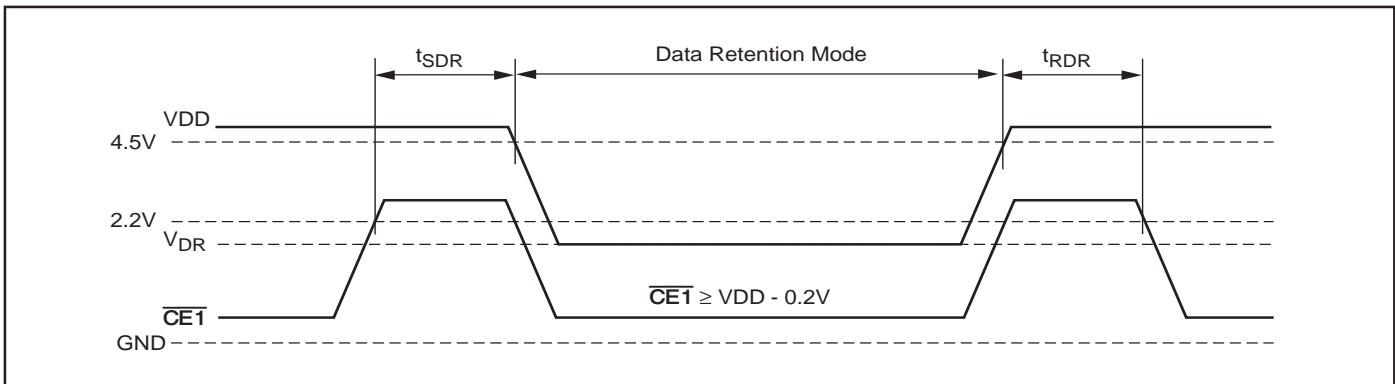 tSDR Data Retention Mode tRDR
VDD
4.5V
2.2V
VDR
CE1 ≥ VDD - 0.2V
CE1
GND